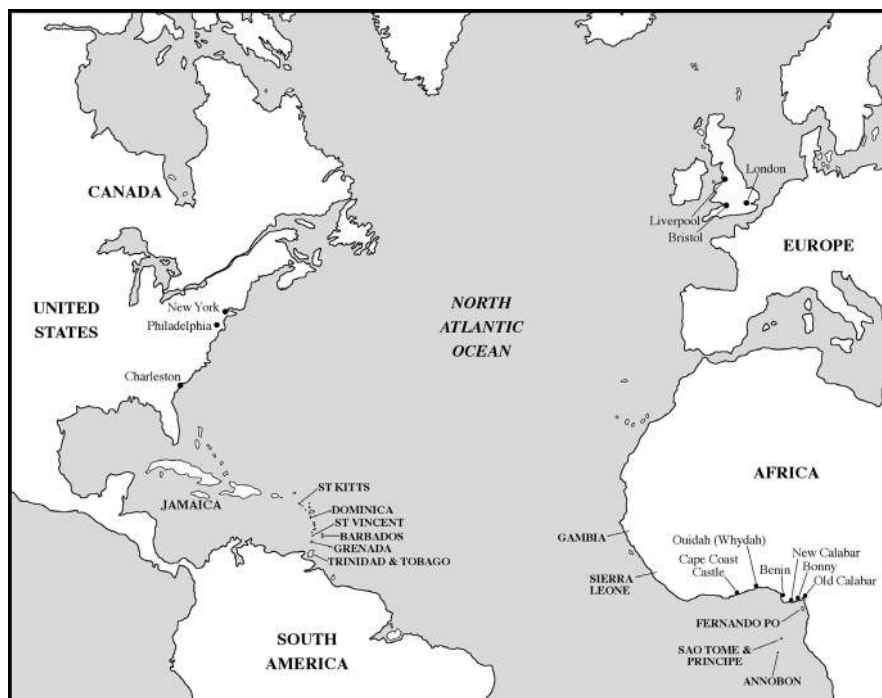 CANADA
London
Liverpool
Bristol
EUROPE
UNITED
STATES
New York
Philadelphia
NORTH
ATLANTIC
OCEAN
Charleston
AFRICA
JAMAICA
ST KITTS
DOMINICA
ST VINCENT
BARBADOS
GRENADA
TRINIDAD & TOBAGO
GAMBIA
SIERRA
LEONE
Ouidah (Whydah)
Cape Coast
Castle
Benin
New Calabar
Bonny
Old Calabar
FERNANDO PO
SAO TOME &
PRINCIPE
ANNOBON
SOUTH
AMERICA